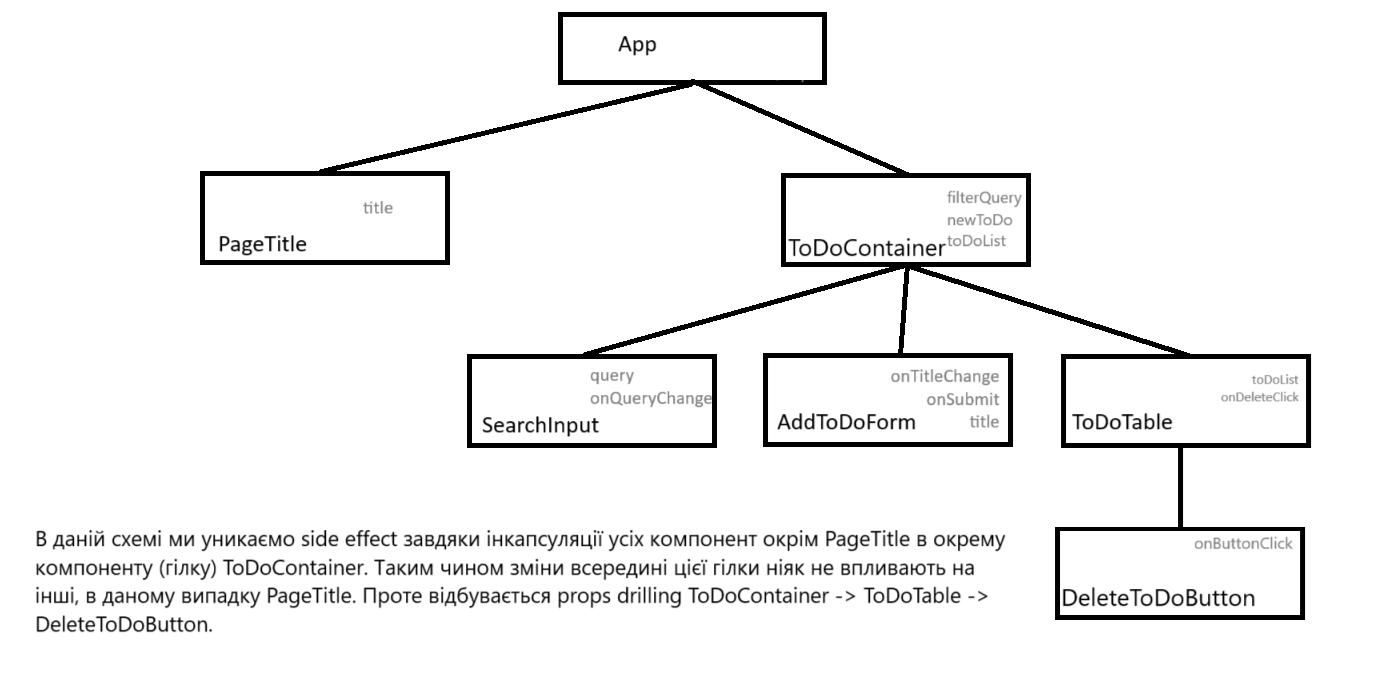 App
title
PageTitle
filterQuery
newToDo
toDoList
ToDoContainer
query
onQueryChange
SearchInput
onTitleChange
onSubmit
title
AddToDoForm
toDoList
onDeleteClick
ToDoTable
onButtonClick
DeleteToDoButton
В даній схемі ми уникаємо side effect завдяки інкапсуляції усіх компонент окрім PageTitle в окрему
компоненту (гілку) ToDoContainer. Таким чином зміни всередині цієї гілки ніяк не впливають на
інші, в даному випадку PageTitle. Проте відбувається props drilling ToDoContainer -> ToDoTable ->
DeleteToDoButton.